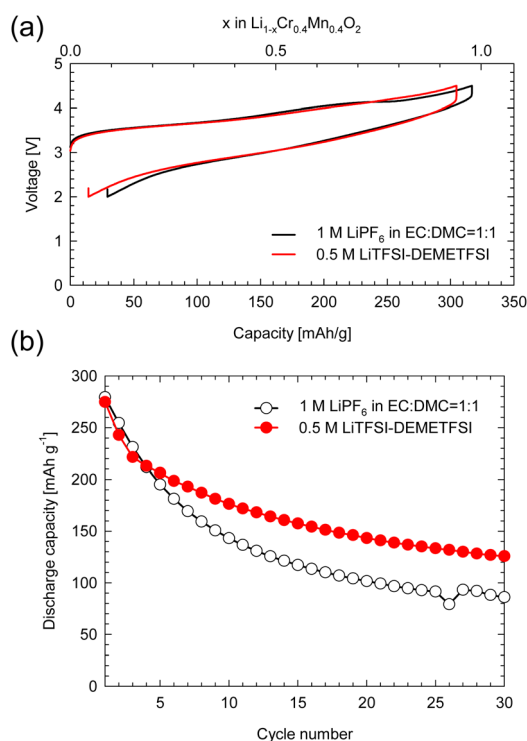 (a)
x in Li₁₋ₓCr₀.₄Mn₀.₄O₂
0.0 0.5 1.0
5
4
3
2
1
0
Voltage [V]
1 M LiPF₆ in EC:DMC=1:1
0.5 M LiTFSI-DEMETFSI
0 50 100 150 200 250 300 350
Capacity [mAh/g]
(b)
300
250
200
150
100
50
0
Discharge capacity [mAh g⁻¹]
1 M LiPF₆ in EC:DMC=1:1
0.5 M LiTFSI-DEMETFSI
5 10 15 20 25 30
Cycle number